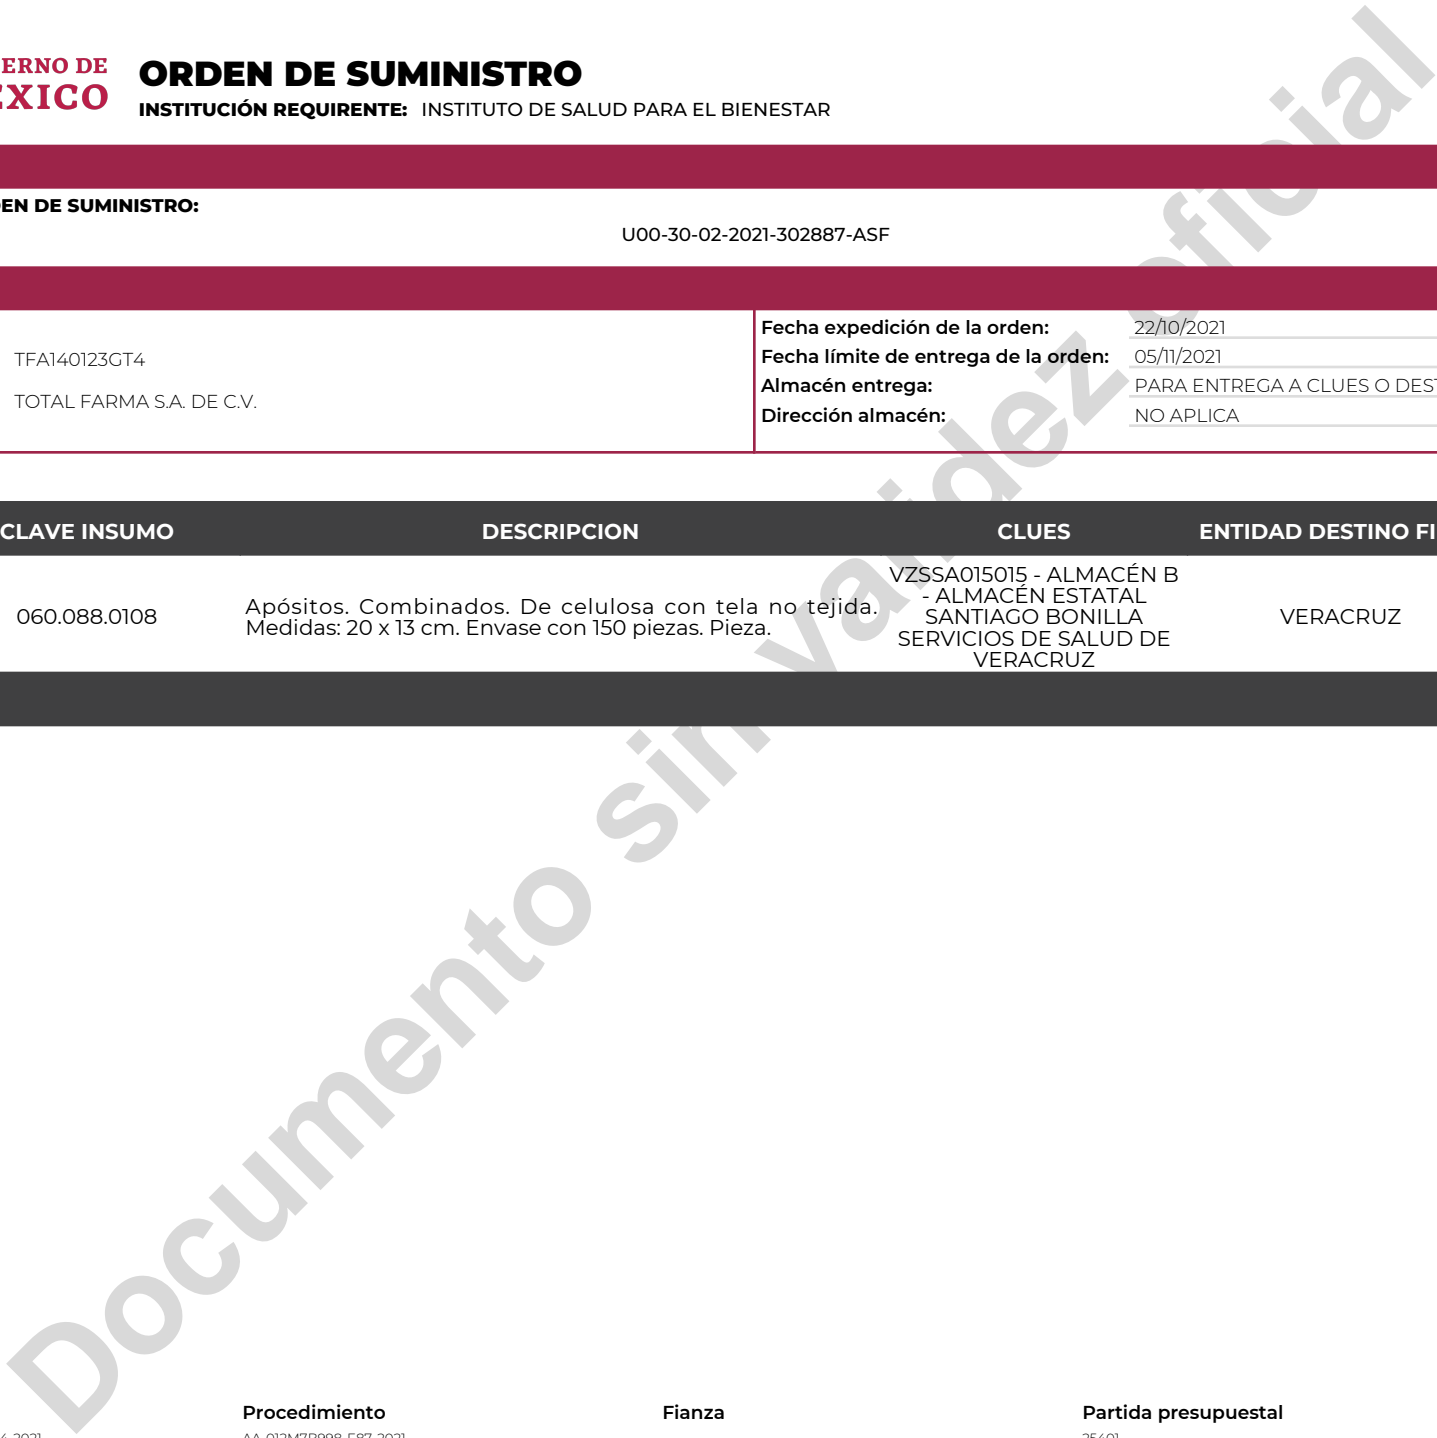 ERNO DE
EXICO
ORDEN DE SUMINISTRO
INSTITUCIÓN REQUIRENTE: INSTITUTO DE SALUD PARA EL BIENESTAR
EN DE SUMINISTRO:
U00-30-02-2021-302887-ASF
TFA140123GT4
TOTAL FARMA S.A. DE C.V.
Fecha expedición de la orden: 22/10/2021
Fecha límite de entrega de la orden: 05/11/2021
Almacén entrega: PARA ENTREGA A CLUES O DEST
Dirección almacén: NO APLICA
CLAVE INSUMO DESCRIPCION CLUES ENTIDAD DESTINO FI
060.088.0108
Apósitos. Combinados. De celulosa con tela no tejida.
Medidas: 20 x 13 cm. Envase con 150 piezas. Pieza.
VZSSA015015 - ALMACÉN B
- ALMACÉN ESTATAL
SANTIAGO BONILLA
SERVICIOS DE SALUD DE
VERACRUZ
VERACRUZ
Documento sin validez oficial
Procedimiento Fianza Partida presupuestal